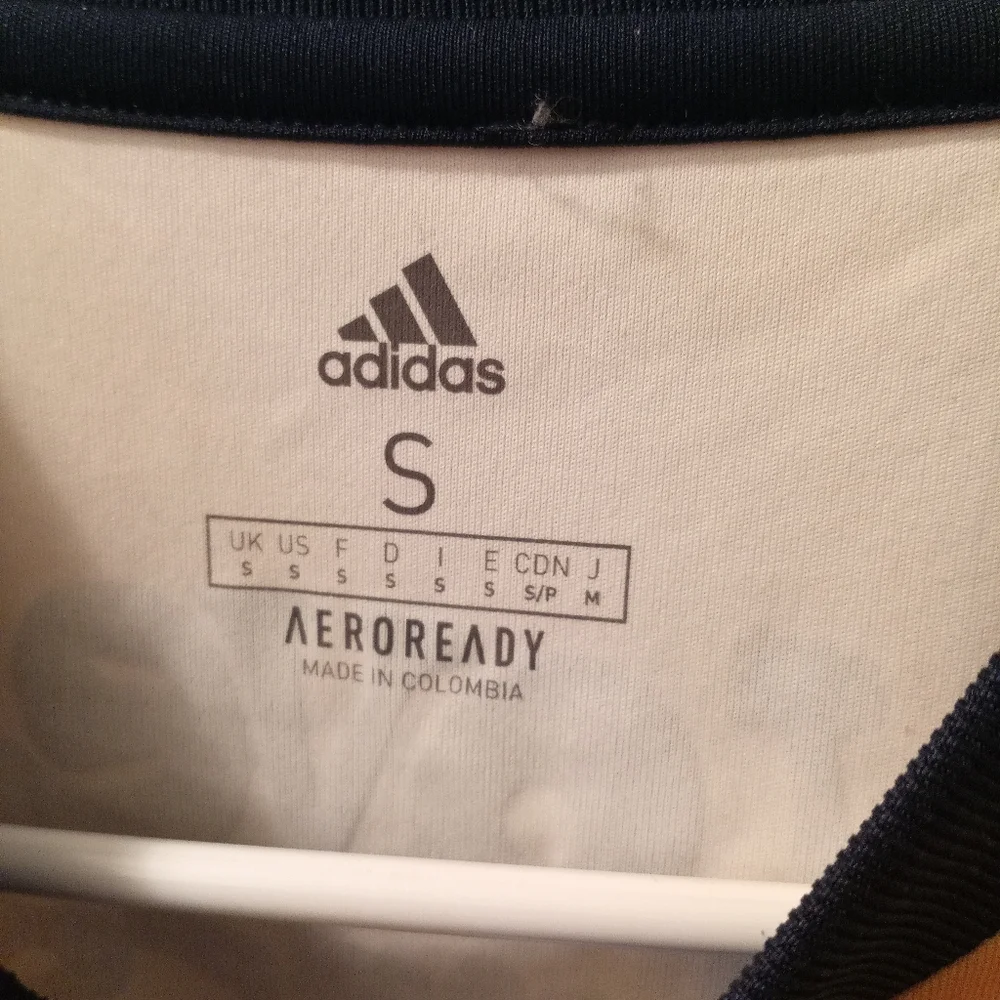 adidas
S
UK US F D I E CDN J
S S S S S S S/P M
AEROREADY
MADE IN COLOMBIA